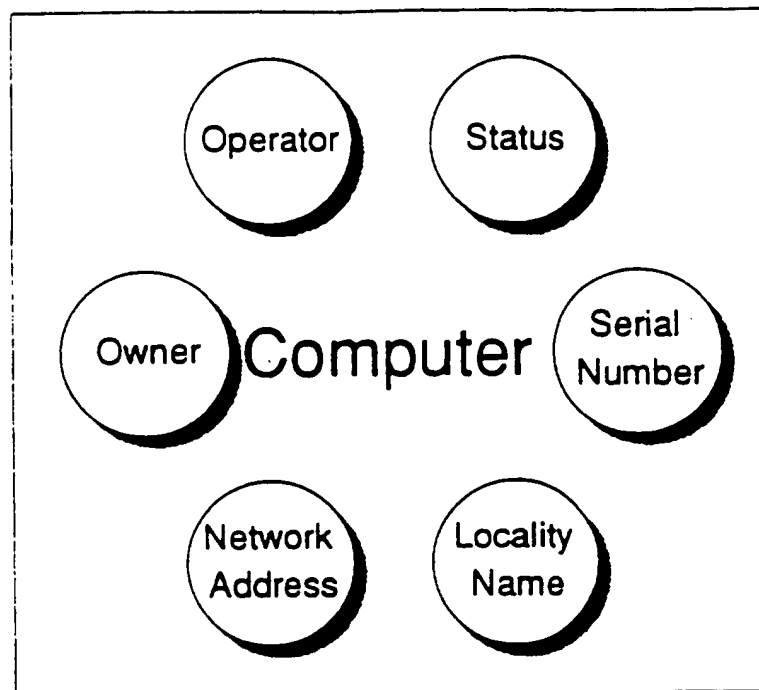 Operator
Status
Owner
Computer
Serial
Number
Network
Address
Locality
Name